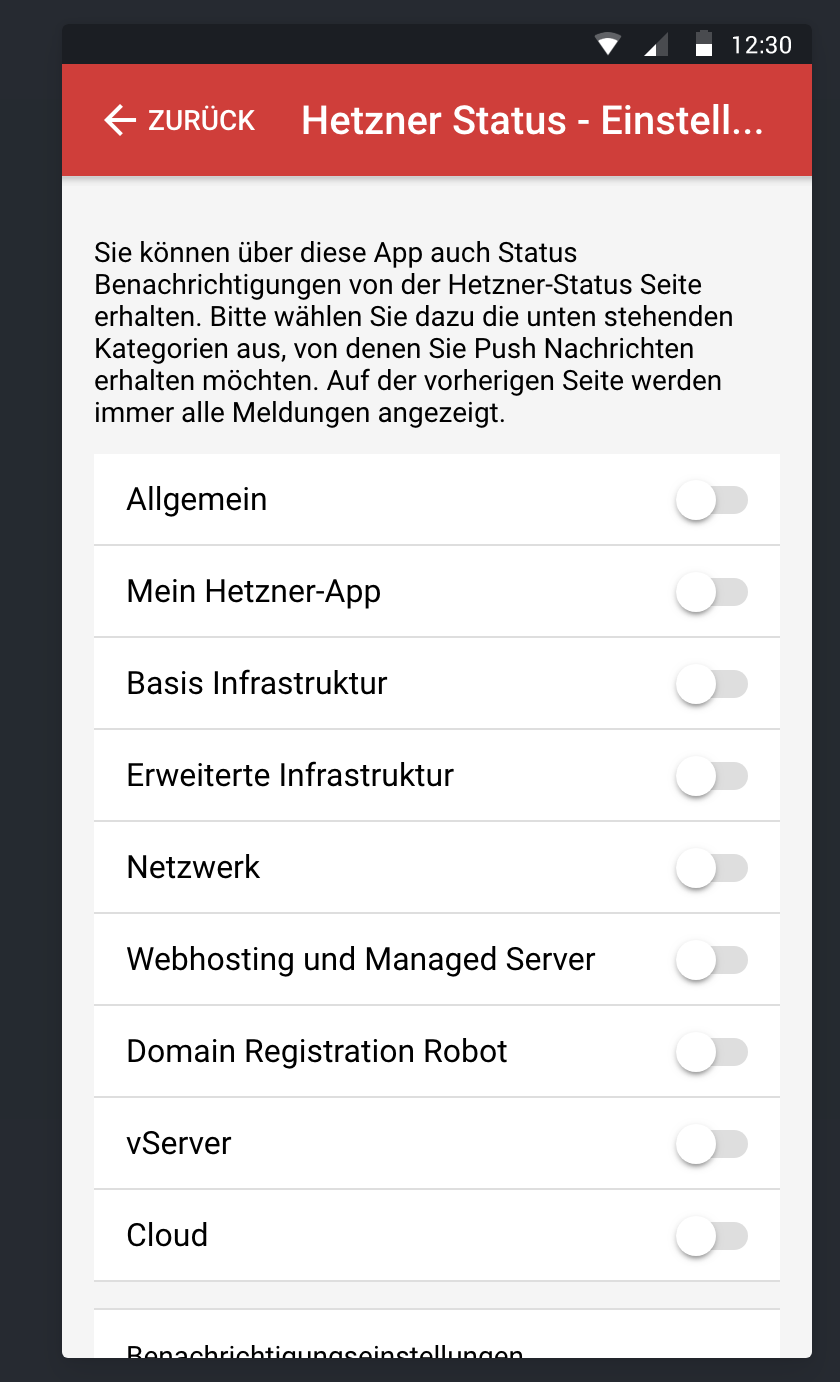 12:30
ZURÜCK Hetzner Status - Einstell...
Sie können über diese App auch Status
Benachrichtigungen von der Hetzner-Status Seite
erhalten. Bitte wählen Sie dazu die unten stehenden
Kategorien aus, von denen Sie Push Nachrichten
erhalten möchten. Auf der vorherigen Seite werden
immer alle Meldungen angezeigt.
Allgemein
Mein Hetzner-App
Basis Infrastruktur
Erweiterte Infrastruktur
Netzwerk
Webhosting und Managed Server
Domain Registration Robot
vServer
Cloud
Benachrichtigungseinstellungen